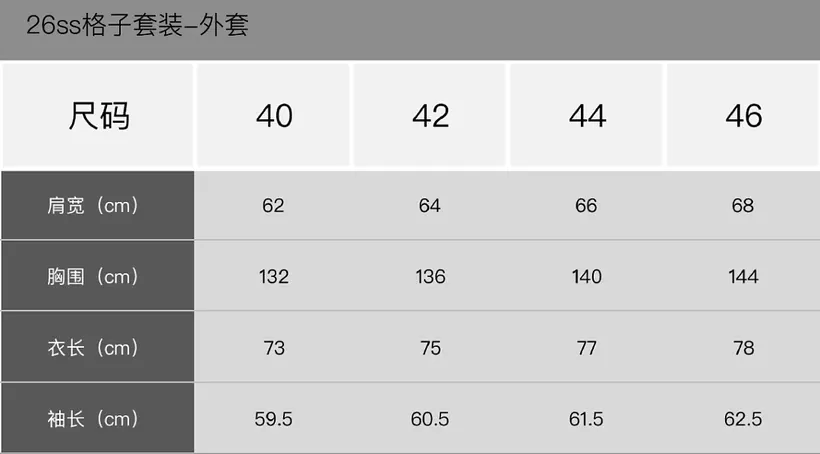 26ss格子套装-外套
尺码 40 42 44 46
肩宽（cm） 62 64 66 68
胸围（cm） 132 136 140 144
衣长（cm） 73 75 77 78
袖长（cm） 59.5 60.5 61.5 62.5